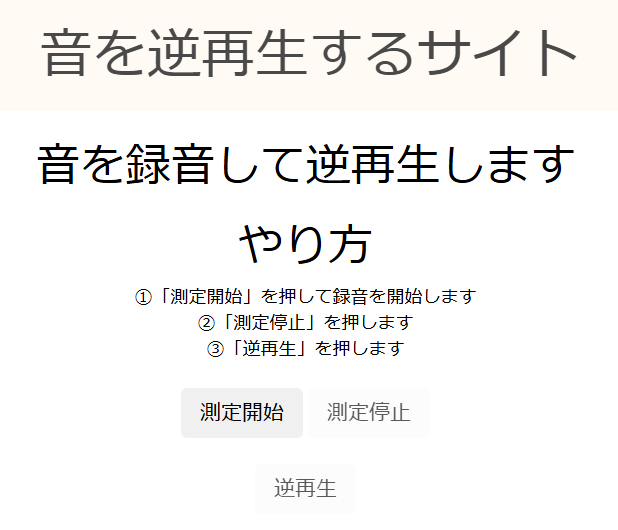 音を逆再生するサイト
音を録音して逆再生します
やり方
①「測定開始」を押して録音を開始します
②「測定停止」を押します
③「逆再生」を押します
測定開始 測定停止
逆再生